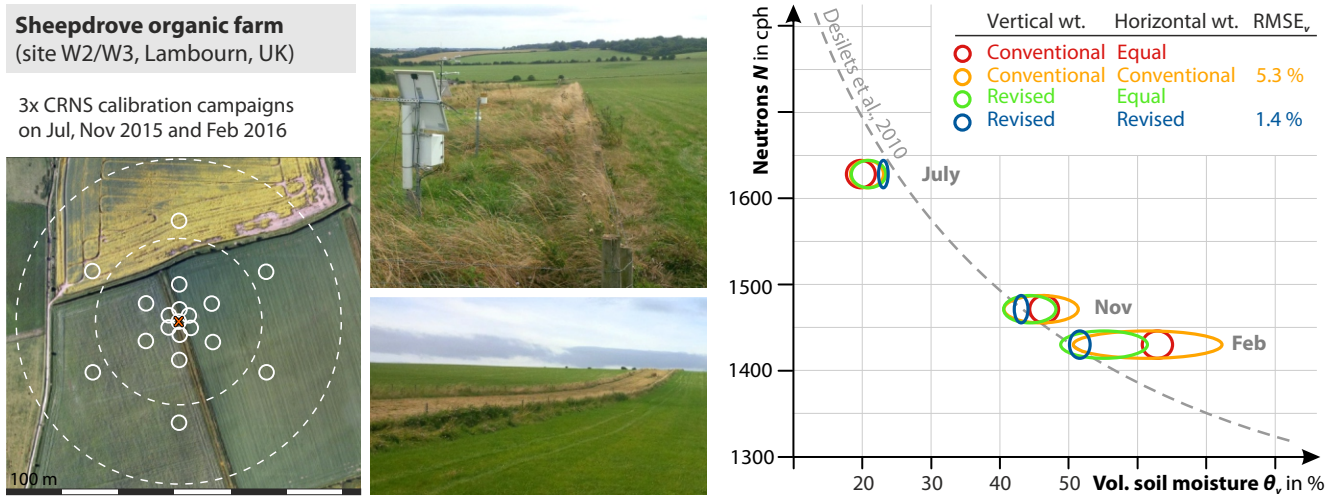 Sheepdrove organic farm
(site W2/W3, Lambourn, UK)
3x CRNS calibration campaigns
on Jul, Nov 2015 and Feb 2016
100 m
Neutrons N in cph
1600
1500
1400
1300
Desilets et al., 2010
Vertical wt. Horizontal wt. RMSEᵥ
Conventional Equal
Conventional Conventional 5.3 %
Revised Equal
Revised Revised 1.4 %
July
Nov
Feb
20 30 40 50 Vol. soil moisture θᵥ in %